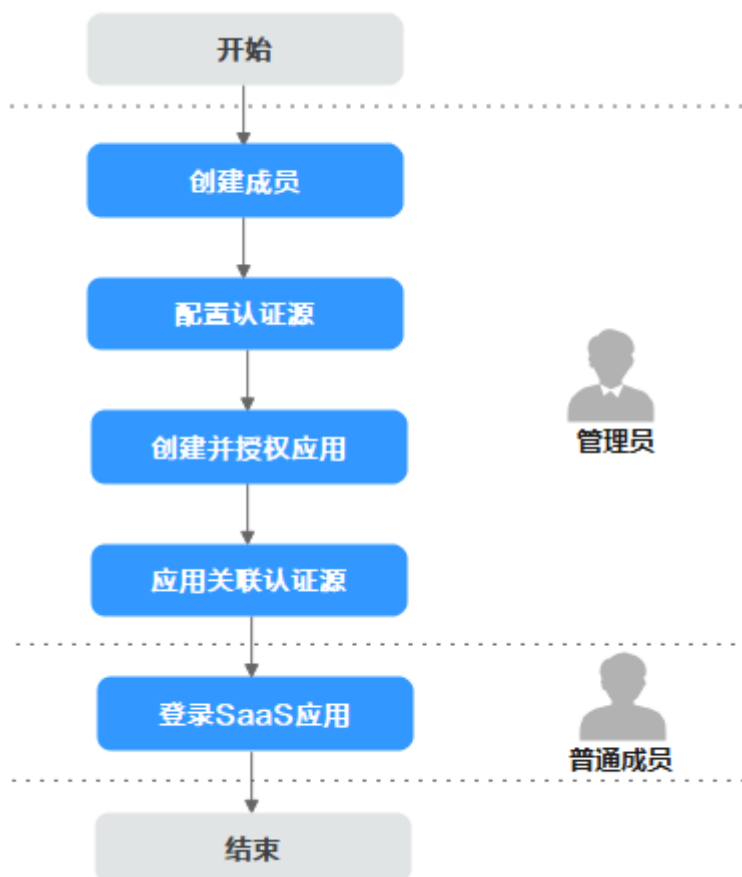 开始
创建成员
配置认证源
创建并授权应用
管理员
应用关联认证源
登录SaaS应用
普通成员
结束